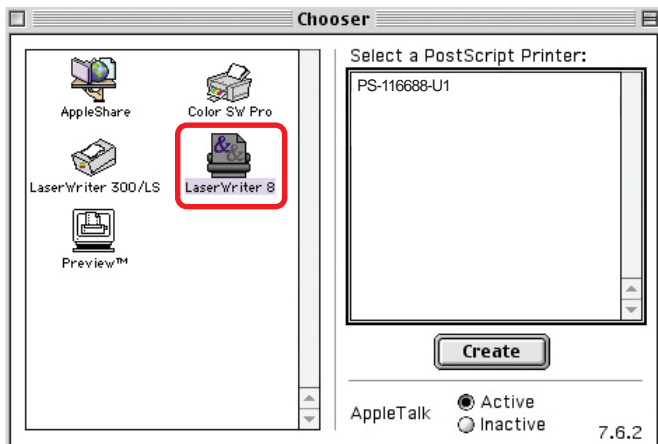 Chooser
AppleShare
Color SW Pro
LaserWriter 300/LS
LaserWriter 8
Preview™
Select a PostScript Printer:
PS-116688-U1
Create
AppleTalk
Active
Inactive
7.6.2